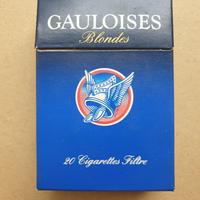 GAULOISES
Blondes
20 Cigarettes Filtre